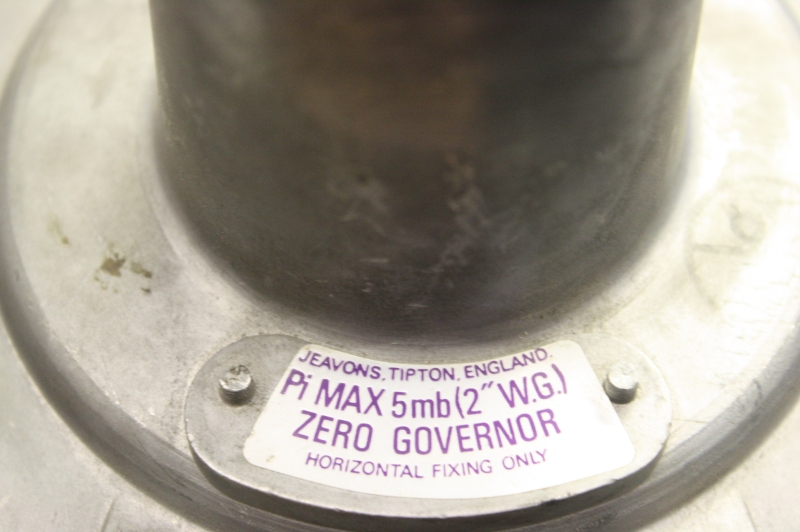 JEAVONS, TIPTON, ENGLAND.
Pi MAX 5mb (2" W.G.)
ZERO GOVERNOR
HORIZONTAL FIXING ONLY